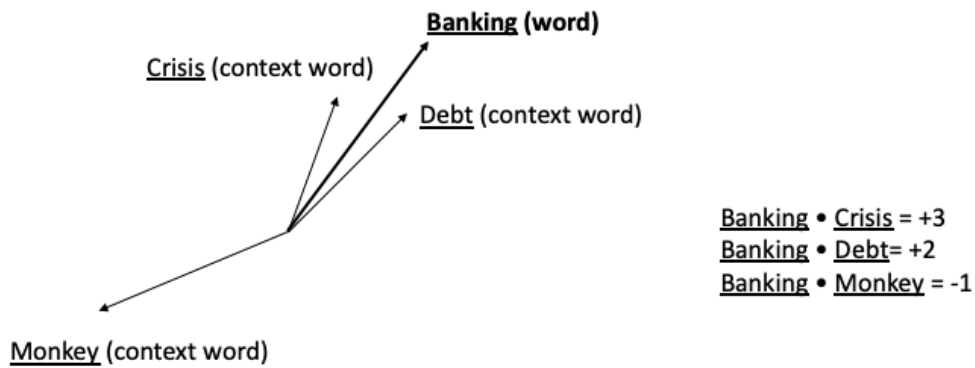 Banking (word)
Crisis (context word)
Debt (context word)
Banking • Crisis = +3
Banking • Debt= +2
Banking • Monkey = -1
Monkey (context word)